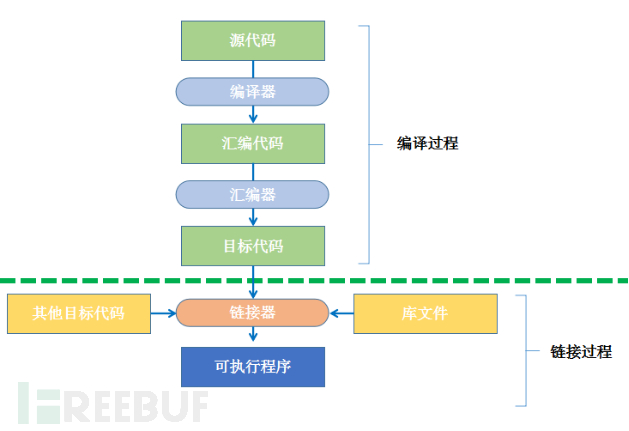 源代码
编译器
汇编代码
编译过程
汇编器
目标代码
其他目标代码
链接器
库文件
链接过程
可执行程序
REEBUF